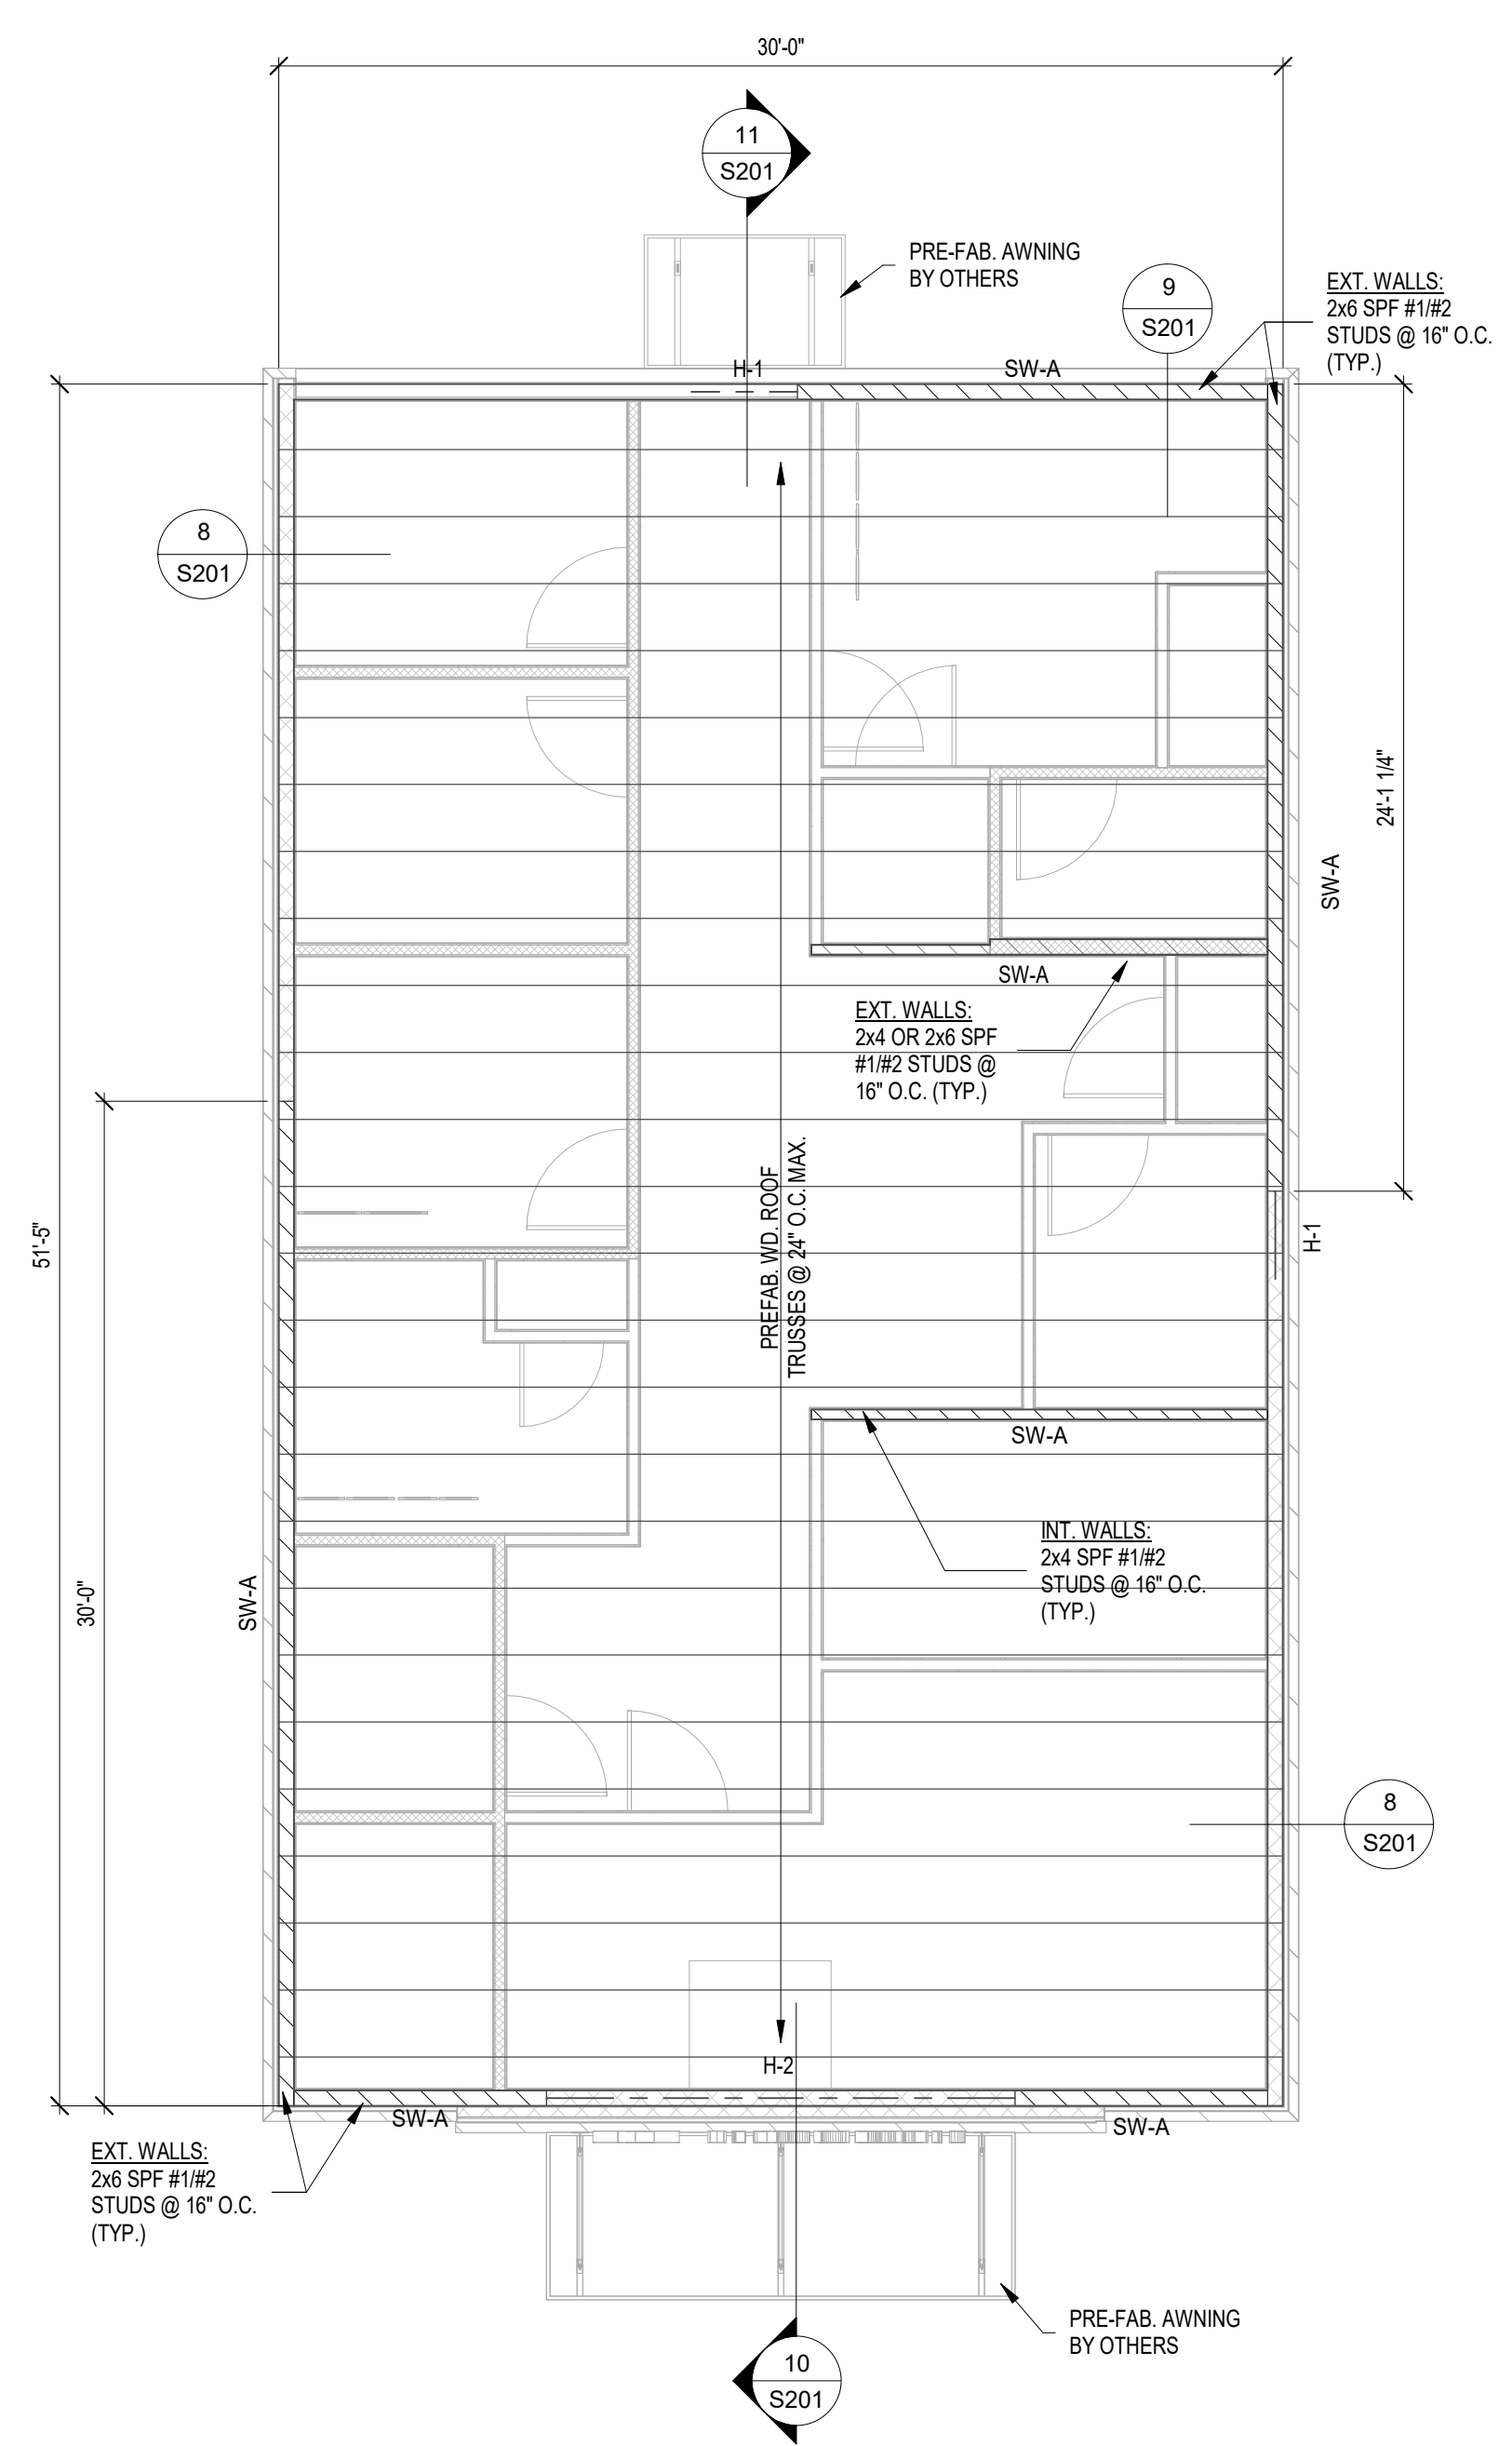 30'-0"
11
S201
PRE-FAB. AWNING
BY OTHERS
9
S201
EXT. WALLS:
2x6 SPF #1/#2
STUDS @ 16" O.C.
(TYP.)
H-1
SW-A
8
S201
24'-1 1/4"
SW-A
SW-A
EXT. WALLS:
2x4 OR 2x6 SPF
#1/#2 STUDS @
16" O.C. (TYP.)
PREFAB. WD. ROOF
TRUSSES @ 24" O.C. MAX.
51'-5"
H-1
SW-A
INT. WALLS:
2x4 SPF #1/#2
STUDS @ 16" O.C.
(TYP.)
30'-0"
SW-A
8
S201
H-2
SW-A
SW-A
EXT. WALLS:
2x6 SPF #1/#2
STUDS @ 16" O.C.
(TYP.)
PRE-FAB. AWNING
BY OTHERS
10
S201